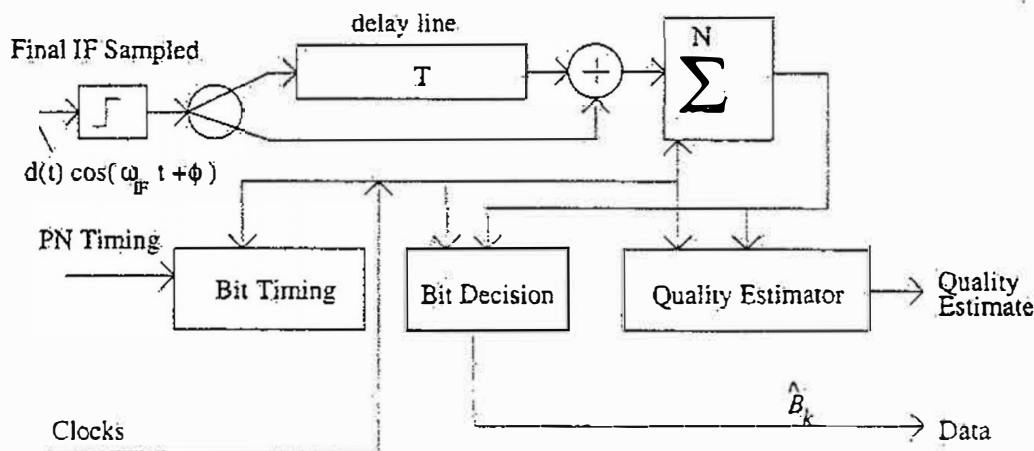 delay line
Final IF Sampled
T
N
∑
d(t) cos( ω_IF t + ϕ )
PN Timing
Bit Timing
Bit Decision
Quality Estimator
Quality
Estimate
B̂_k
Clocks
Data